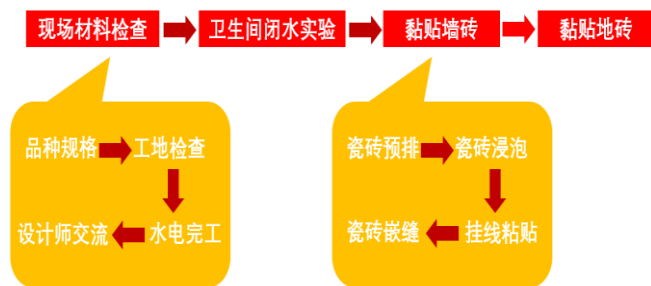 现场材料检查
卫生间闭水实验
黏贴墙砖
黏贴地砖
品种规格
工地检查
设计师交流
水电完工
瓷砖预排
瓷砖浸泡
瓷砖嵌缝
挂线粘贴